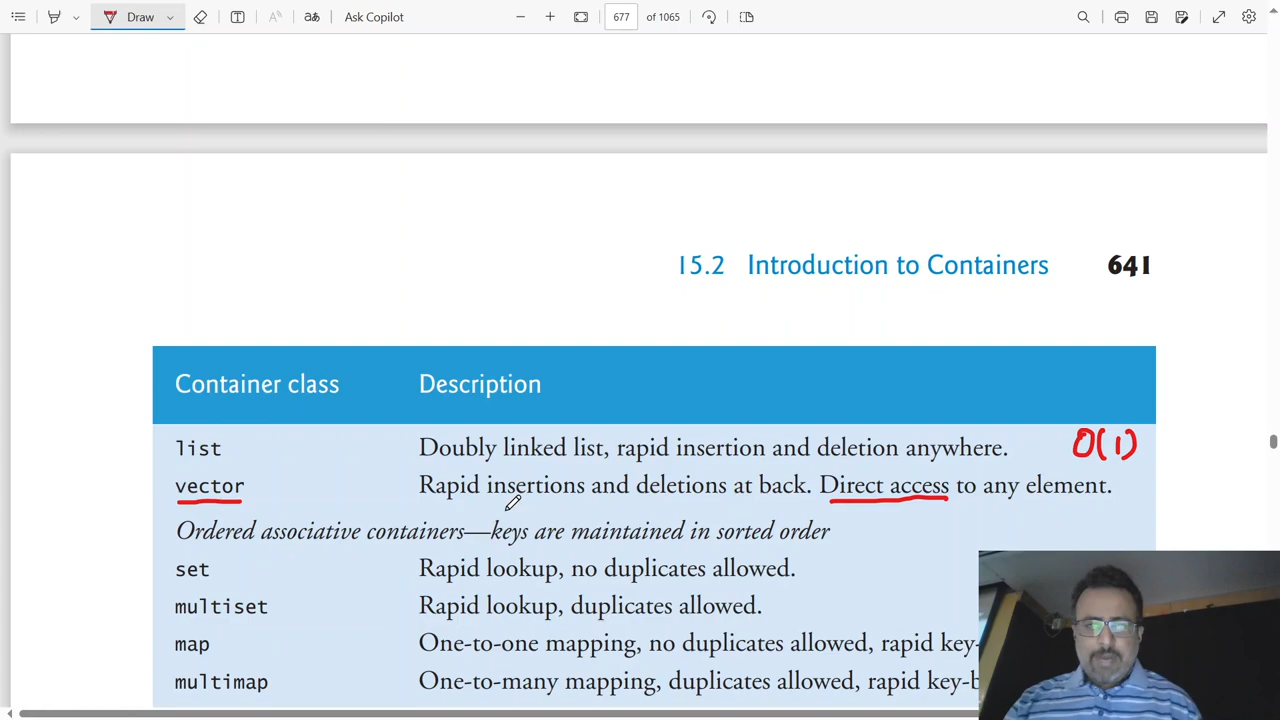 Draw
ab
Ask Copilot
677 of 1065
15.2 Introduction to Containers 641
Container class Description
list Doubly linked list, rapid insertion and deletion anywhere. O(1)
vector Rapid insertions and deletions at back. Direct access to any element.
Ordered associative containers—keys are maintained in sorted order
set Rapid lookup, no duplicates allowed.
multiset Rapid lookup, duplicates allowed.
map One-to-one mapping, no duplicates allowed, rapid key-
multimap One-to-many mapping, duplicates allowed, rapid key-b